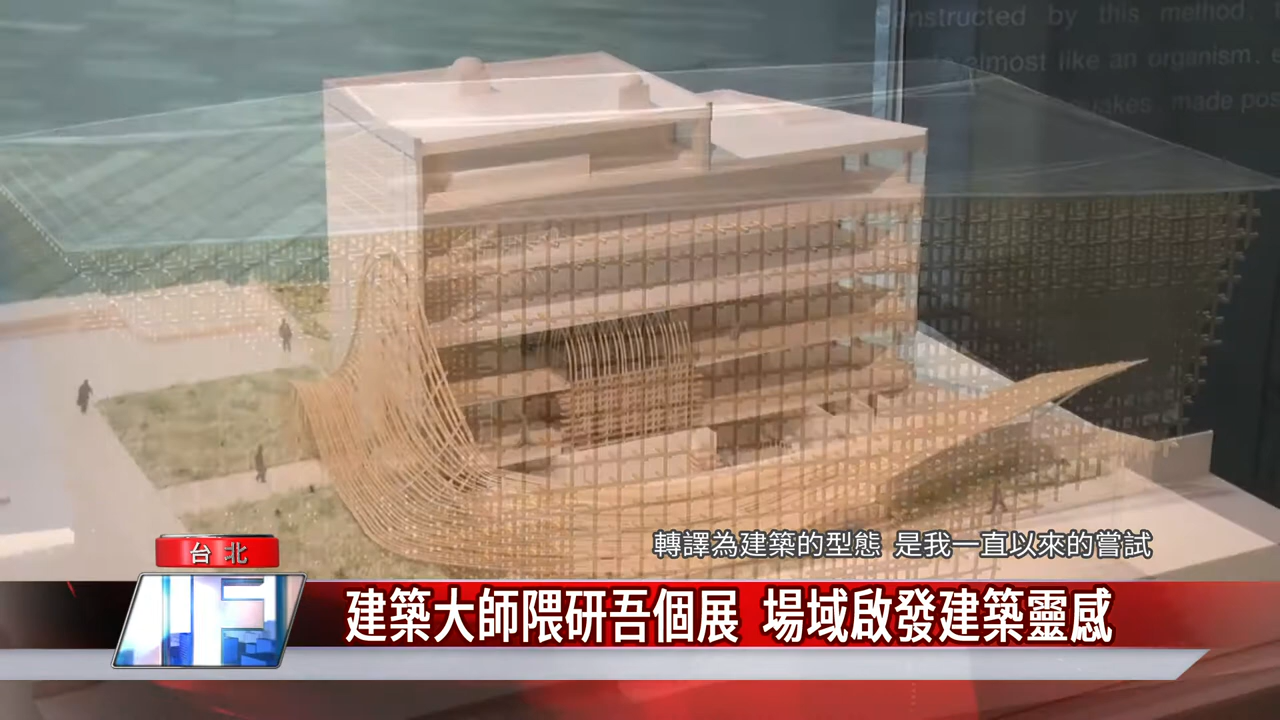 onstructed by this method.
almost like an organism.
quakes, made pos
轉譯為建築的型態 是我一直以來的嘗試
台北
建築大師隈研吾個展 場域啟發建築靈感